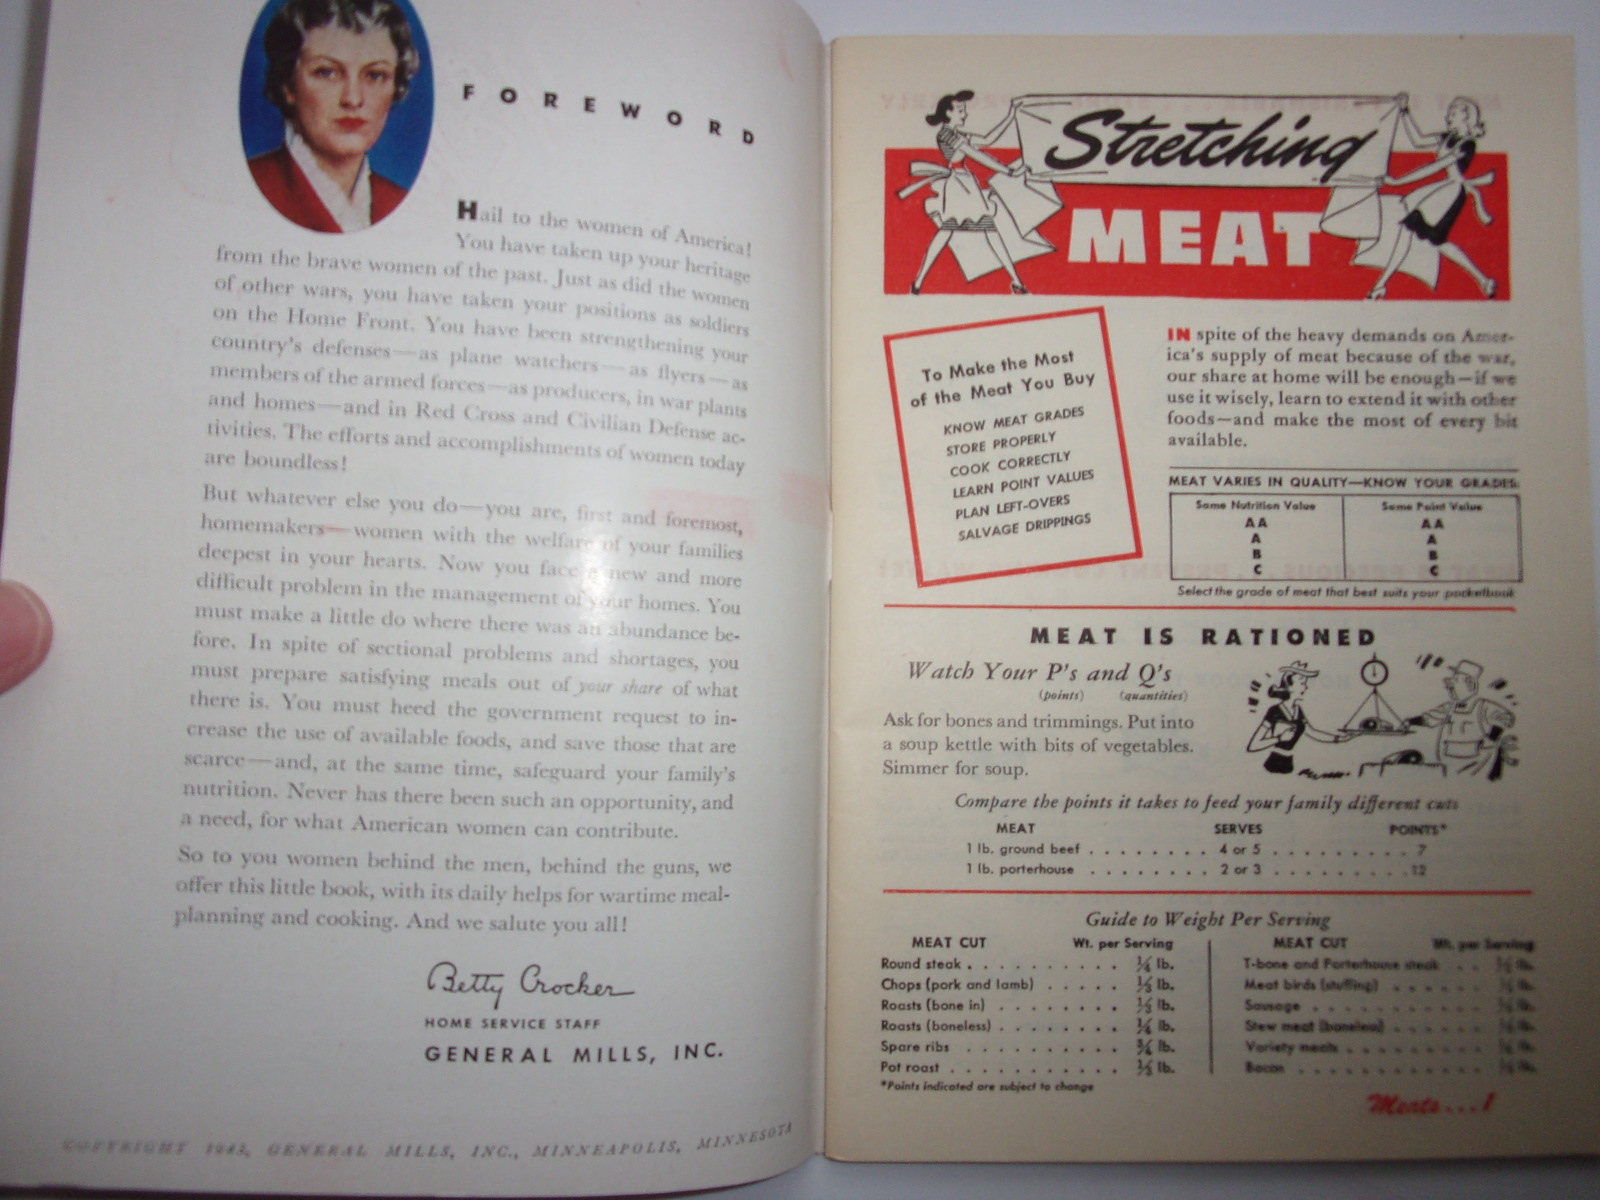 FOREWORD
Hail to the women of America!
You have taken up your heritage
from the brave women of the past. Just as did the women
of other wars, you have taken your positions as soldiers
on the Home Front. You have been strengthening your
country's defenses—as plane watchers—as flyers—as
members of the armed forces—as producers, in war plants
and homes—and in Red Cross and Civilian Defense ac-
tivities. The efforts and accomplishments of women today
are boundless!
But whatever else you do—you are, first and foremost,
homemakers—women with the welfare of your families
deepest in your hearts. Now you face a new and more
difficult problem in the management of your homes. You
must make a little do where there was an abundance be-
fore. In spite of sectional problems and shortages, you
must prepare satisfying meals out of your share of what
there is. You must heed the government request to in-
crease the use of available foods, and save those that are
scarce—and, at the same time, safeguard your family's
nutrition. Never has there been such an opportunity, and
a need, for what American women can contribute.
So to you women behind the men, behind the guns, we
offer this little book, with its daily helps for wartime meal-
planning and cooking. And we salute you all!
Betty Crocker
HOME SERVICE STAFF
GENERAL MILLS, INC.
COPYRIGHT 1943, GENERAL MILLS, INC., MINNEAPOLIS, MINNESOTA
Stretching
MEAT
To Make the Most
of the Meat You Buy
KNOW MEAT GRADES
STORE PROPERLY
COOK CORRECTLY
LEARN POINT VALUES
PLAN LEFT-OVERS
SALVAGE DRIPPINGS
IN spite of the heavy demands on Amer-
ica's supply of meat because of the war,
our share at home will be enough—if we
use it wisely, learn to extend it with other
foods—and make the most of every bit
available.
MEAT VARIES IN QUALITY—KNOW YOUR GRADES:
Same Nutrition Value Same Point Value
AA AA
A A
B B
C C
Select the grade of meat that best suits your pocketbook
MEAT IS RATIONED
Watch Your P's and Q's
(points) (quantities)
Ask for bones and trimmings. Put into
a soup kettle with bits of vegetables.
Simmer for soup.
Compare the points it takes to feed your family different cuts
MEAT SERVES POINTS*
1 lb. ground beef . . . . . . . . 4 or 5 . . . . . . . . . 7
1 lb. porterhouse . . . . . . . . 2 or 3 . . . . . . . . . 12
Guide to Weight Per Serving
MEAT CUT Wt. per Serving MEAT CUT Wt. per Serving
Round steak . . . . . . . . . . ¼ lb. T-bone and Porterhouse steak . . lb.
Chops (pork and lamb) . . . . . ⅓ lb. Meat birds (stuffing) . . . . . . lb.
Roasts (bone in) . . . . . . . . ⅓ lb. Sausage . . . . . . . . . . lb.
Roasts (boneless) . . . . . . . . ¼ lb. Stew meat (boneless) . . . . . . lb.
Spare ribs . . . . . . . . . . ¾ lb. Variety meats . . . . . . . . lb.
Pot roast . . . . . . . . . . . ⅓ lb. Bacon . . . . . . . . . . . lb.
*Points indicated are subject to change
Meats...1